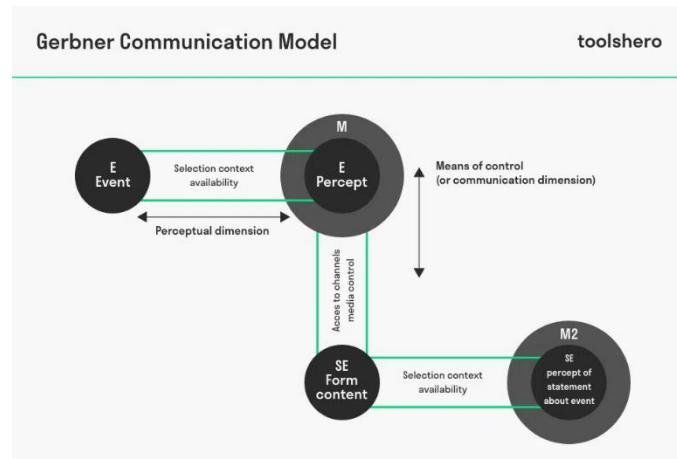 Gerbner Communication Model
toolshero
M
E
Event
Selection context
availability
E
Percept
Means of control
(or communication dimension)
Perceptual dimension
Acces to channels
media control
SE
Form
content
Selection context
availability
M2
SE
percept of
statement
about event